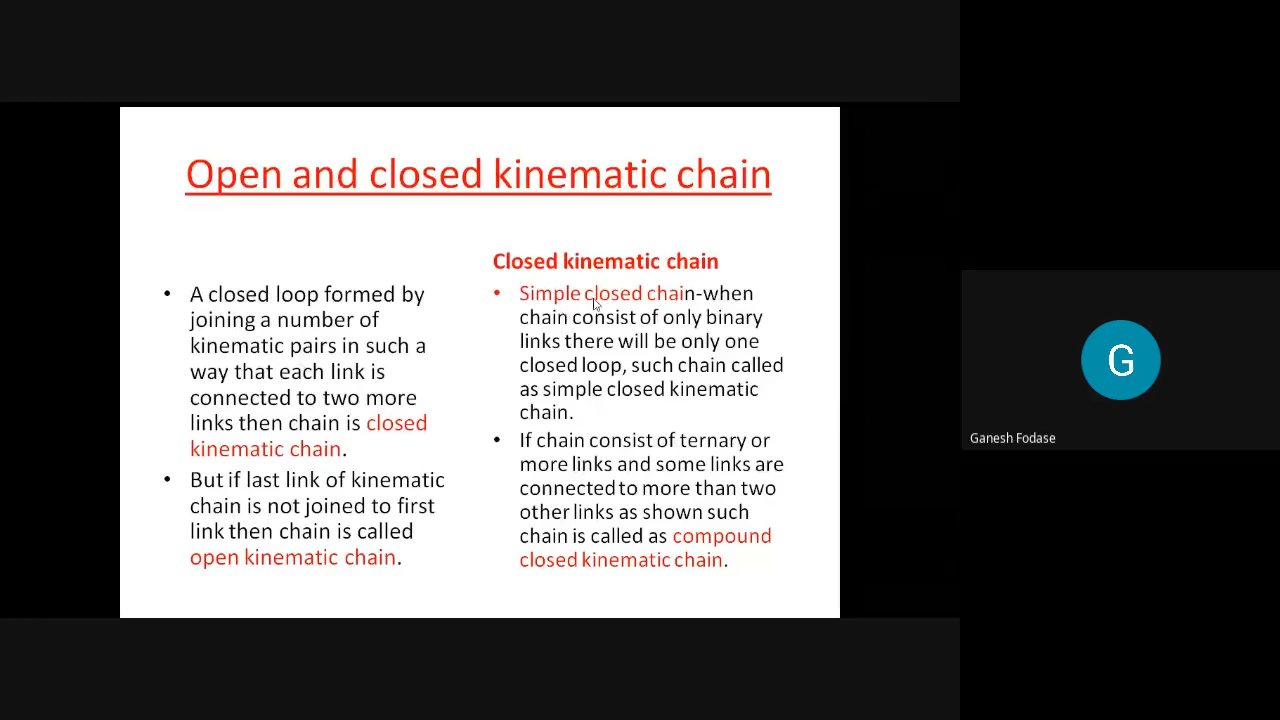 Open and closed kinematic chain
• A closed loop formed by
joining a number of
kinematic pairs in such a
way that each link is
connected to two more
links then chain is closed
kinematic chain.
• But if last link of kinematic
chain is not joined to first
link then chain is called
open kinematic chain.
Closed kinematic chain
• Simple closed chain-when
chain consist of only binary
links there will be only one
closed loop, such chain called
as simple closed kinematic
chain.
• If chain consist of ternary or
more links and some links are
connected to more than two
other links as shown such
chain is called as compound
closed kinematic chain.
G
Ganesh Fodase